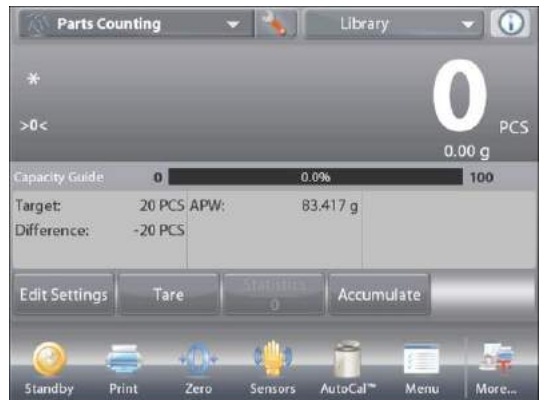 Parts Counting
Library
*
0
>0<
PCS
0.00 g
Capacity Guide 0 0.0% 100
Target: 20 PCS APW: 83.417 g
Difference: -20 PCS
Edit Settings Tare Statistics Accumulate
0
Standby Print Zero Sensors AutoCal™ Menu More...